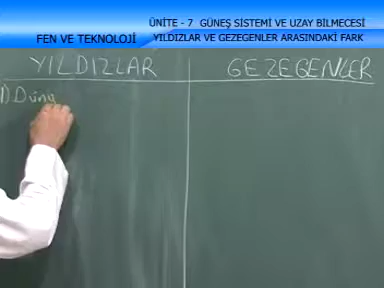 ÜNİTE - 7 GÜNEŞ SİSTEMİ VE UZAY BİLMECESİ
FEN VE TEKNOLOJİ YILDIZLAR VE GEZEGENLER ARASINDAKİ FARK
YILDIZLAR GEZEGENLER
1) Düny